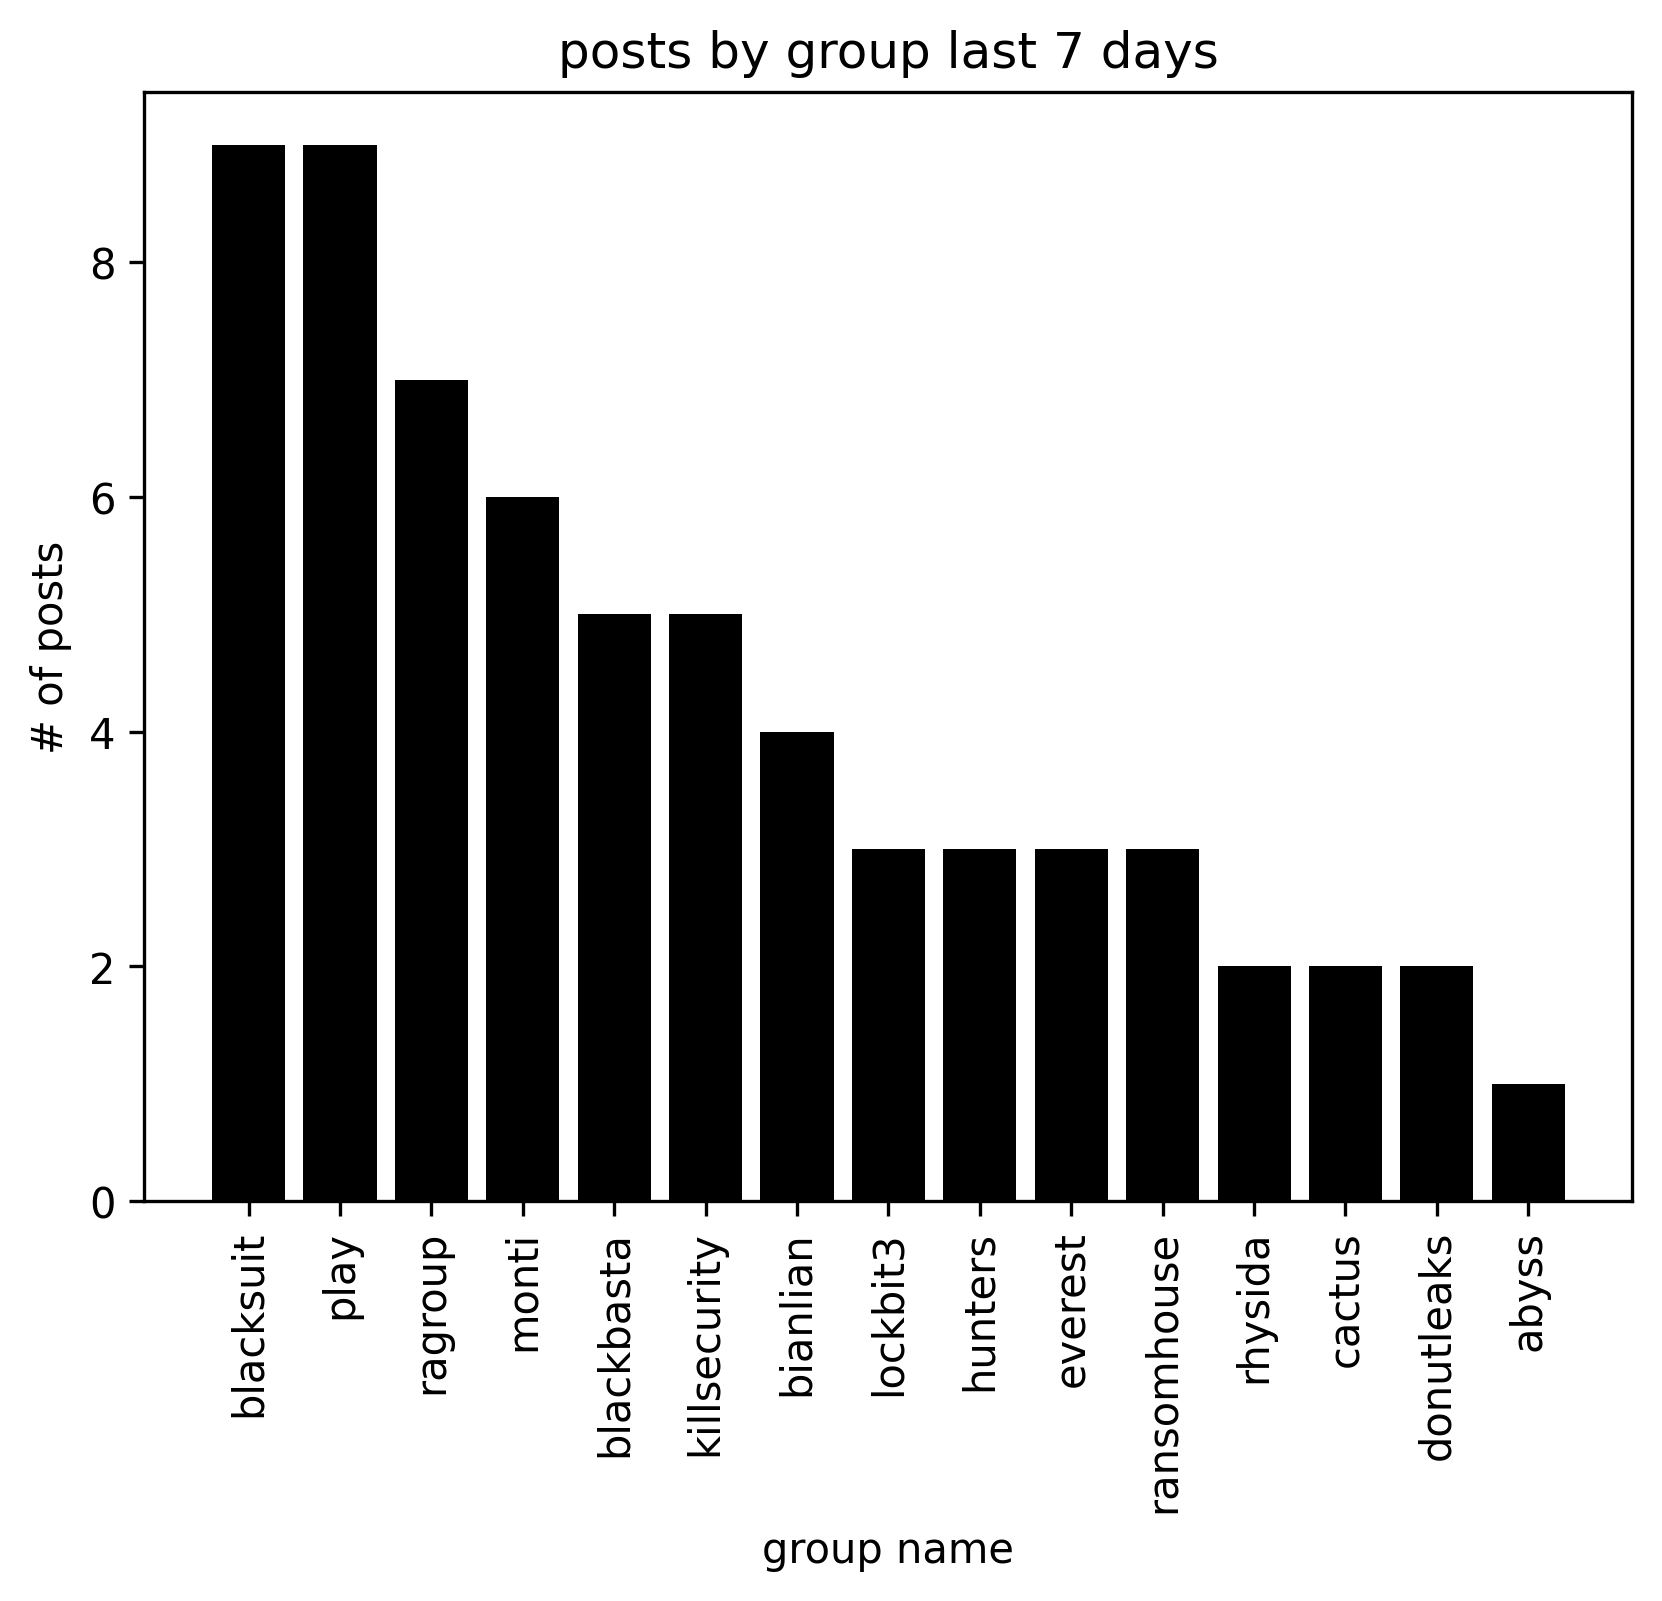 posts by group last 7 days
# of posts
8
6
4
2
0
blacksuit
play
ragroup
monti
blackbasta
killsecurity
bianlian
lockbit3
hunters
everest
ransomhouse
rhysida
cactus
donutleaks
abyss
group name